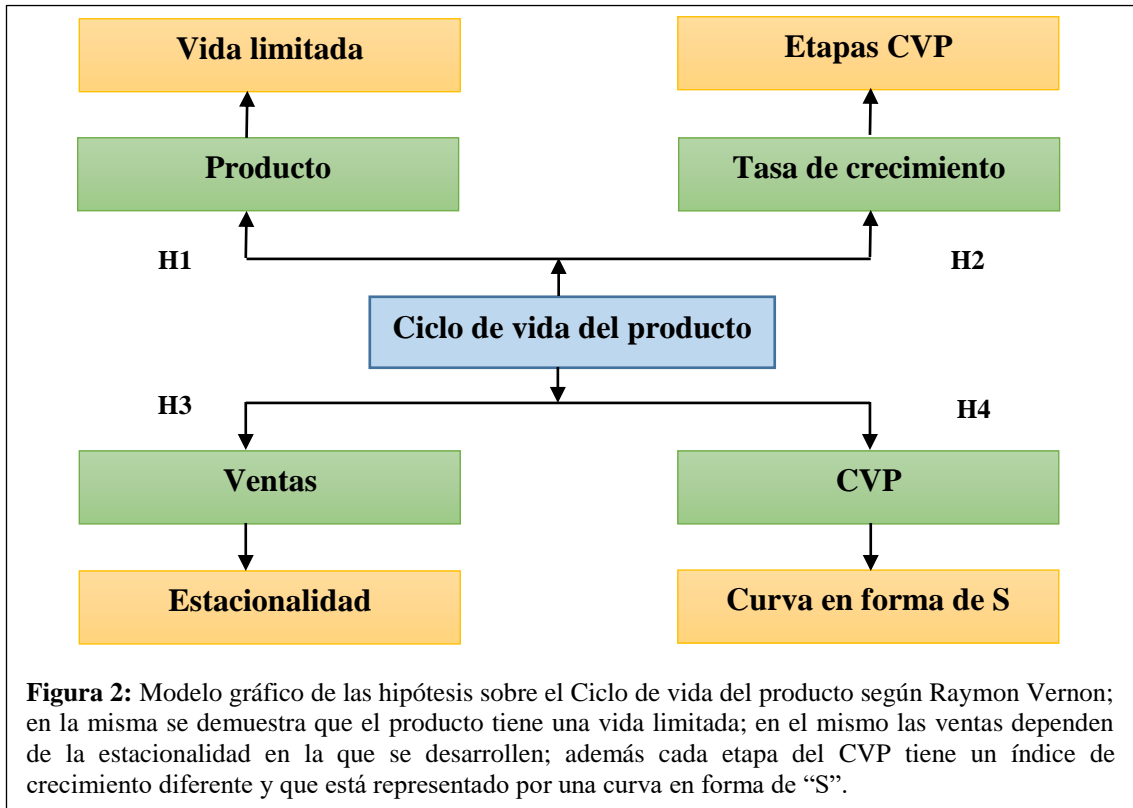 Vida limitada
Etapas CVP
Producto
Tasa de crecimiento
H1
H2
Ciclo de vida del producto
H3
H4
Ventas
CVP
Estacionalidad
Curva en forma de S
Figura 2: Modelo gráfico de las hipótesis sobre el Ciclo de vida del producto según Raymon Vernon;
en la misma se demuestra que el producto tiene una vida limitada; en el mismo las ventas dependen
de la estacionalidad en la que se desarrollen; además cada etapa del CVP tiene un índice de
crecimiento diferente y que está representado por una curva en forma de “S”.